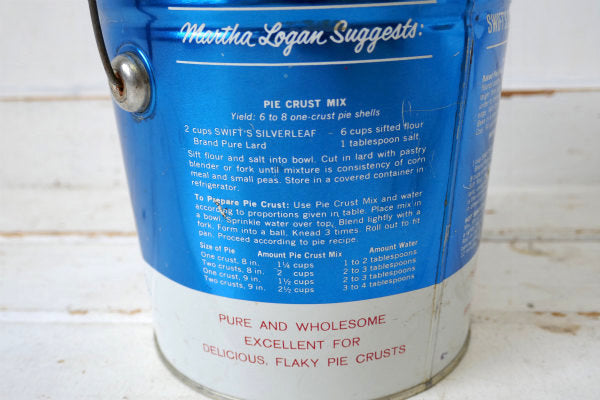 Martha Logan Suggests:
PIE CRUST MIX
Yield: 6 to 8 one-crust pie shells
2 cups SWIFT'S SILVERLEAF - 6 cups sifted flour
Brand Pure Lard 1 tablespoon salt
Sift flour and salt into bowl. Cut in lard with pastry
blender or fork until mixture is consistency of corn
meal and small peas. Store in a covered container in
refrigerator.
To Prepare Pie Crust: Use Pie Crust Mix and water
according to proportions given in table. Place mix in
a bowl. Sprinkle water over top. Blend lightly with a
fork. Form into a ball. Knead 3 times. Roll out to fit
pan. Proceed according to pie recipe.
Size of Pie Amount Pie Crust Mix Amount Water
One crust, 8 in. 1¼ cups 1 to 2 tablespoons
Two crusts, 8 in. 2 cups 2 to 3 tablespoons
One crust, 9 in. 1½ cups 2 to 3 tablespoons
Two crusts, 9 in. 2½ cups 3 to 4 tablespoons
PURE AND WHOLESOME
EXCELLENT FOR
DELICIOUS, FLAKY PIE CRUSTS
SWIFT'S